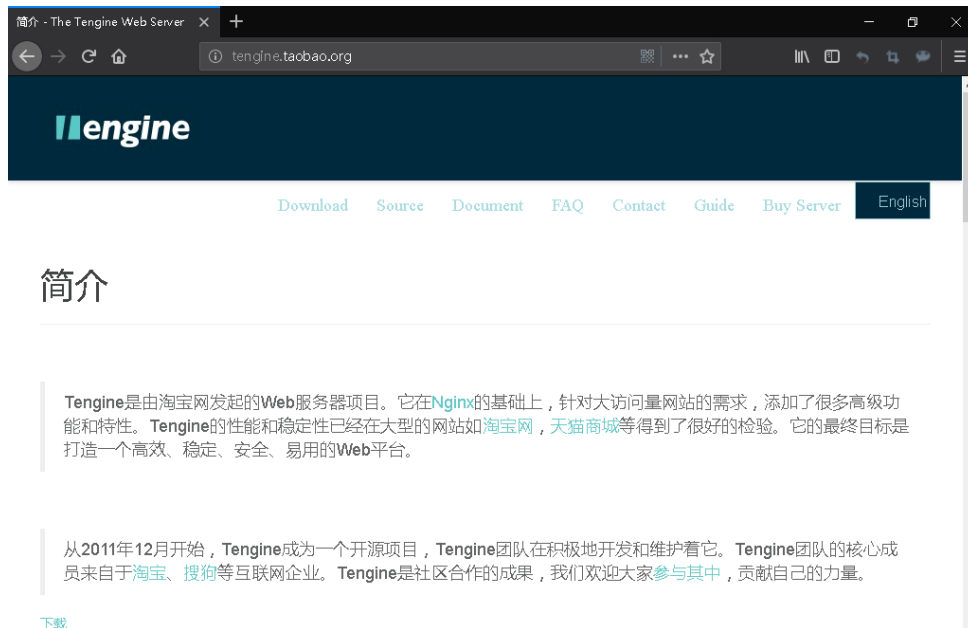 简介 - The Tengine Web Server
tengine.taobao.org
engine
Download Source Document FAQ Contact Guide Buy Server English
简介
Tengine是由淘宝网发起的Web服务器项目。它在Nginx的基础上，针对大访问量网站的需求，添加了很多高级功
能和特性。Tengine的性能和稳定性已经在大型的网站如淘宝网，天猫商城等得到了很好的检验。它的最终目标是
打造一个高效、稳定、安全、易用的Web平台。
从2011年12月开始，Tengine成为一个开源项目，Tengine团队在积极地开发和维护着它。Tengine团队的核心成
员来自于淘宝、搜狗等互联网企业。Tengine是社区合作的成果，我们欢迎大家参与其中，贡献自己的力量。
下载